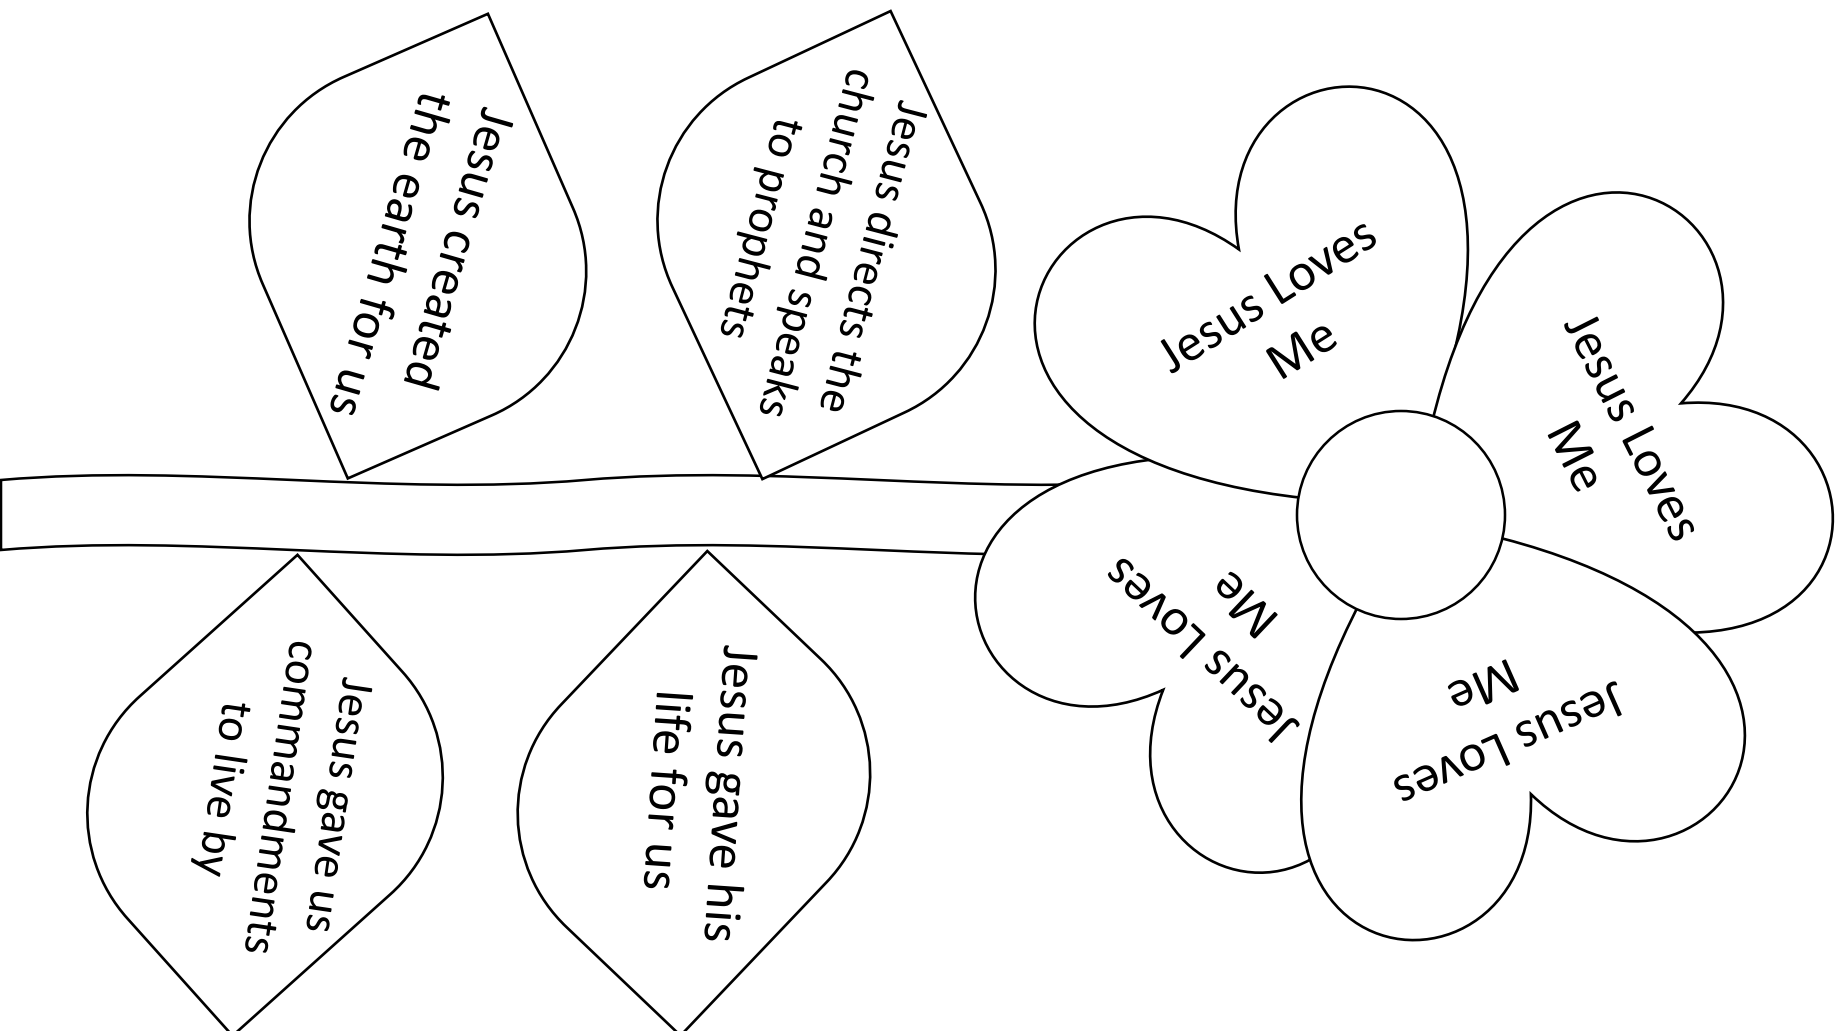 Jesus created
the earth for us
Jesus directs the
church and speaks
to prophets
Jesus gave us
commandments
to live by
Jesus gave his
life for us
Jesus Loves
Me
Jesus Loves
Me
Jesus Loves
Me
Jesus Loves
Me